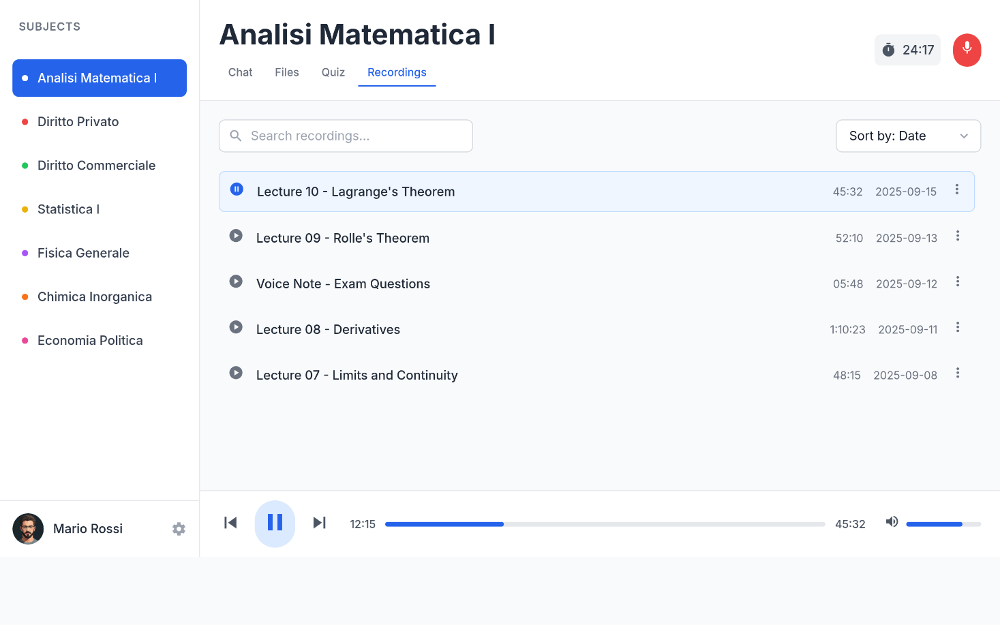 SUBJECTS
Analisi Matematica I
Diritto Privato
Diritto Commerciale
Statistica I
Fisica Generale
Chimica Inorganica
Economia Politica
Mario Rossi
Analisi Matematica I
24:17
Chat Files Quiz Recordings
Search recordings...
Sort by: Date
Lecture 10 - Lagrange's Theorem 45:32 2025-09-15
Lecture 09 - Rolle's Theorem 52:10 2025-09-13
Voice Note - Exam Questions 05:48 2025-09-12
Lecture 08 - Derivatives 1:10:23 2025-09-11
Lecture 07 - Limits and Continuity 48:15 2025-09-08
12:15 45:32